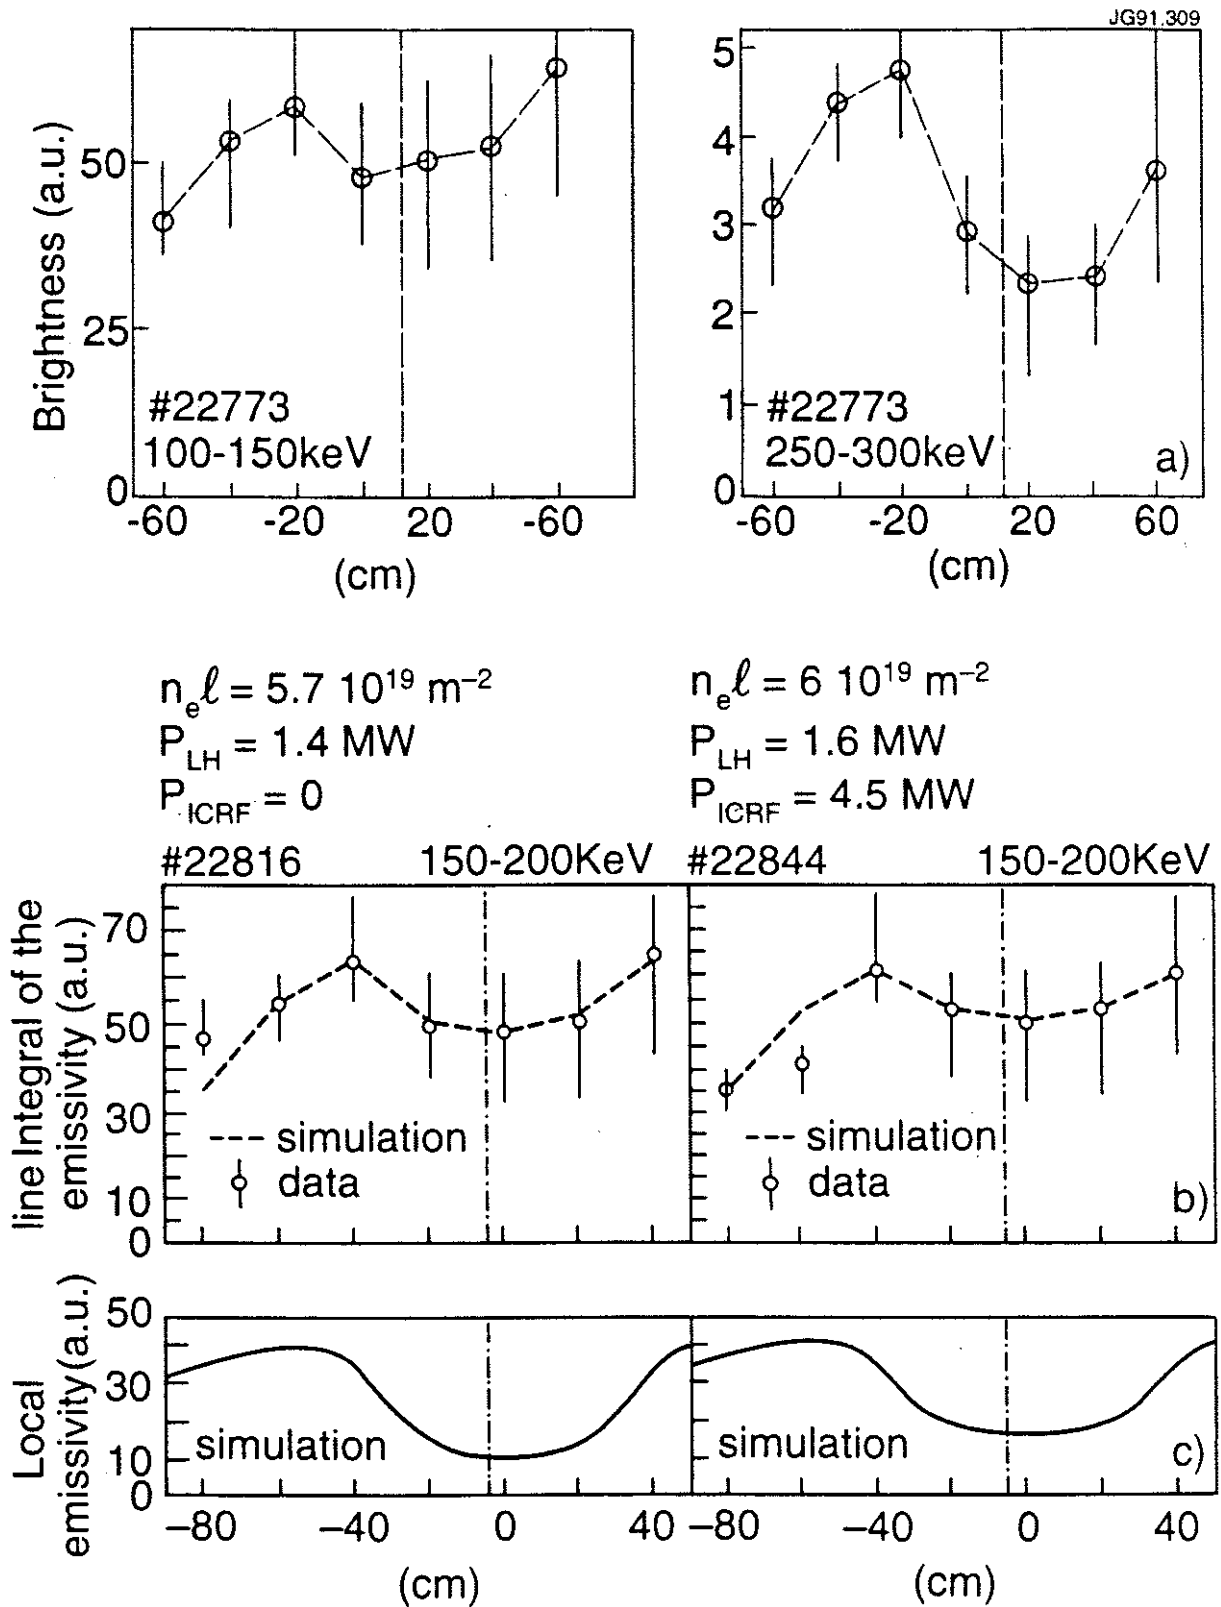 JG91.309
Brightness (a.u.)
50
25
0
#22773
100-150keV
-60 -20 20 -60
(cm)
5
4
3
2
1
0
#22773
250-300keV
a)
-60 -20 20 60
(cm)
nₑℓ = 5.7 10¹⁹ m⁻²
P_LH = 1.4 MW
P_ICRF = 0
nₑℓ = 6 10¹⁹ m⁻²
P_LH = 1.6 MW
P_ICRF = 4.5 MW
#22816 150-200KeV
#22844 150-200KeV
line Integral of the
emissivity (a.u.)
70
50
30
10
0
simulation
data
simulation
data
b)
Local
emissivity (a.u.)
50
30
10
0
simulation
simulation
c)
−80 −40 0 40
−80 −40 0 40
(cm)
(cm)